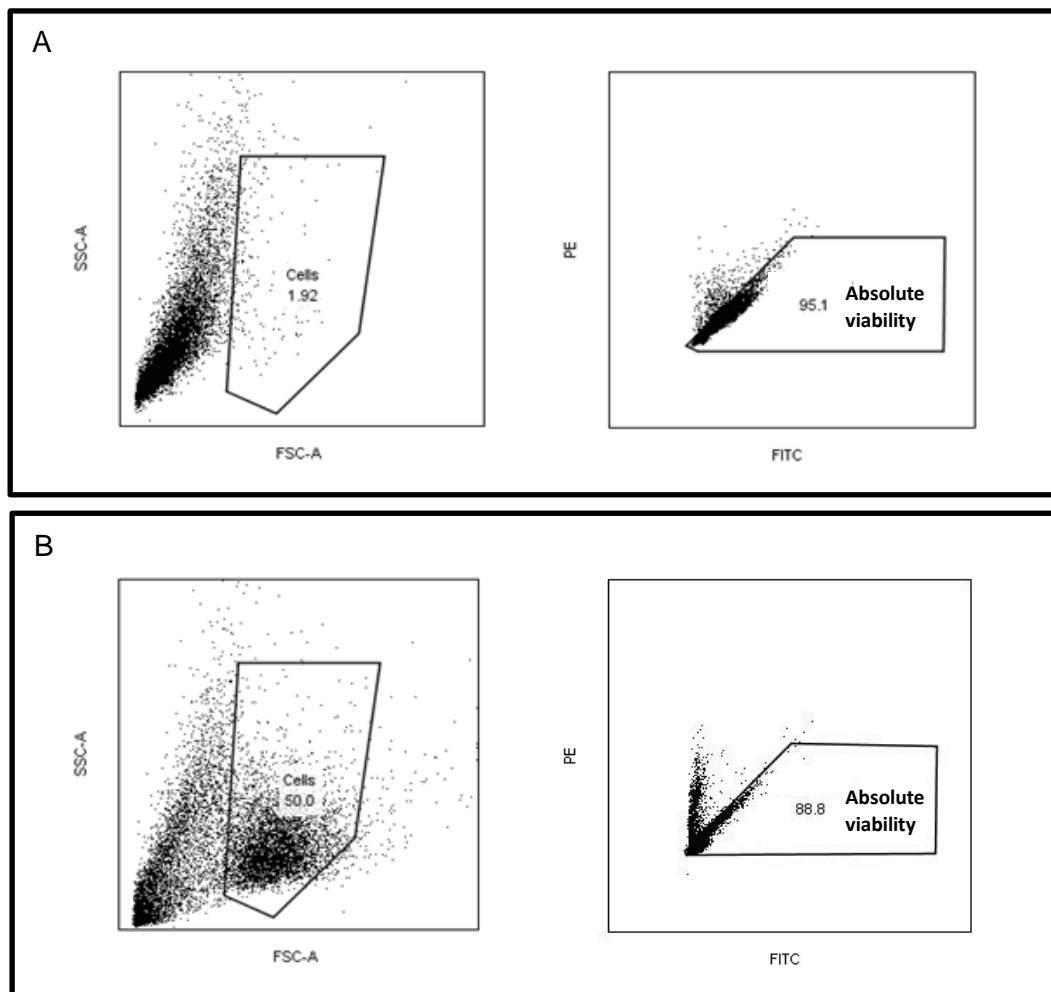 A
SSC-A
Cells
1.92
FSC-A
PE
95.1
Absolute
viability
FITC
B
SSC-A
Cells
50.0
FSC-A
PE
88.8
Absolute
viability
FITC